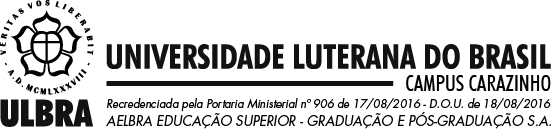 VERITAS VOS LIBERABIT
· A.D. MCMLXXXVIII ·
ULBRA
UNIVERSIDADE LUTERANA DO BRASIL
CAMPUS CARAZINHO
Recredenciada pela Portaria Ministerial nº 906 de 17/08/2016 - D.O.U. de 18/08/2016
AELBRA EDUCAÇÃO SUPERIOR - GRADUAÇÃO E PÓS-GRADUAÇÃO S.A.